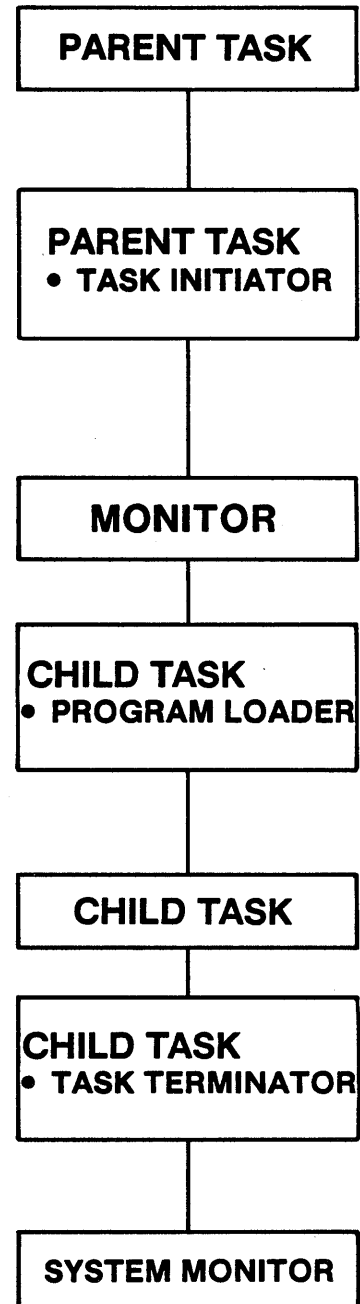 PARENT TASK
PARENT TASK
• TASK INITIATOR
MONITOR
CHILD TASK
• PROGRAM LOADER
CHILD TASK
CHILD TASK
• TASK TERMINATOR
SYSTEM MONITOR